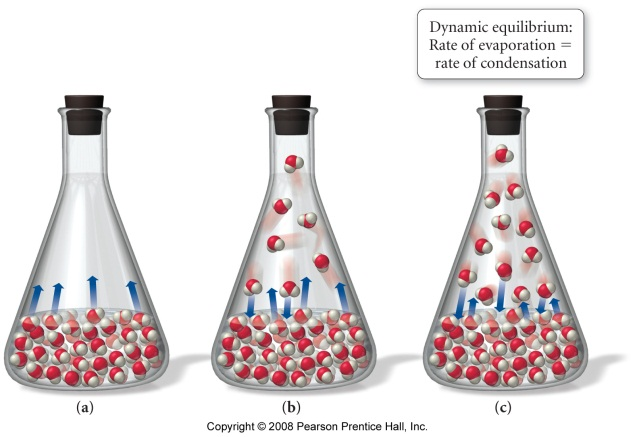 Dynamic equilibrium:
Rate of evaporation =
rate of condensation
(a)
(b)
(c)
Copyright © 2008 Pearson Prentice Hall, Inc.